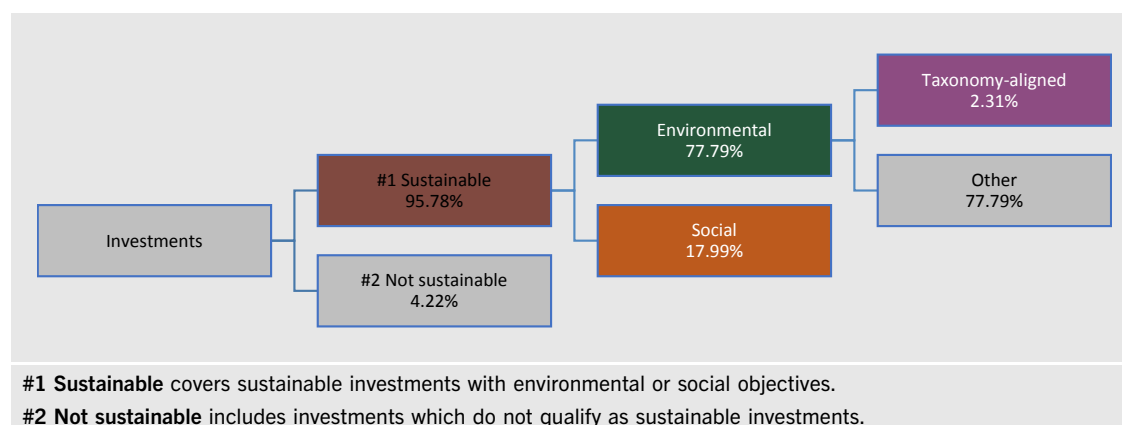 Taxonomy-aligned
2.31%
Environmental
77.79%
#1 Sustainable
95.78%
Other
77.79%
Investments
Social
17.99%
#2 Not sustainable
4.22%
#1 Sustainable covers sustainable investments with environmental or social objectives.
#2 Not sustainable includes investments which do not qualify as sustainable investments.